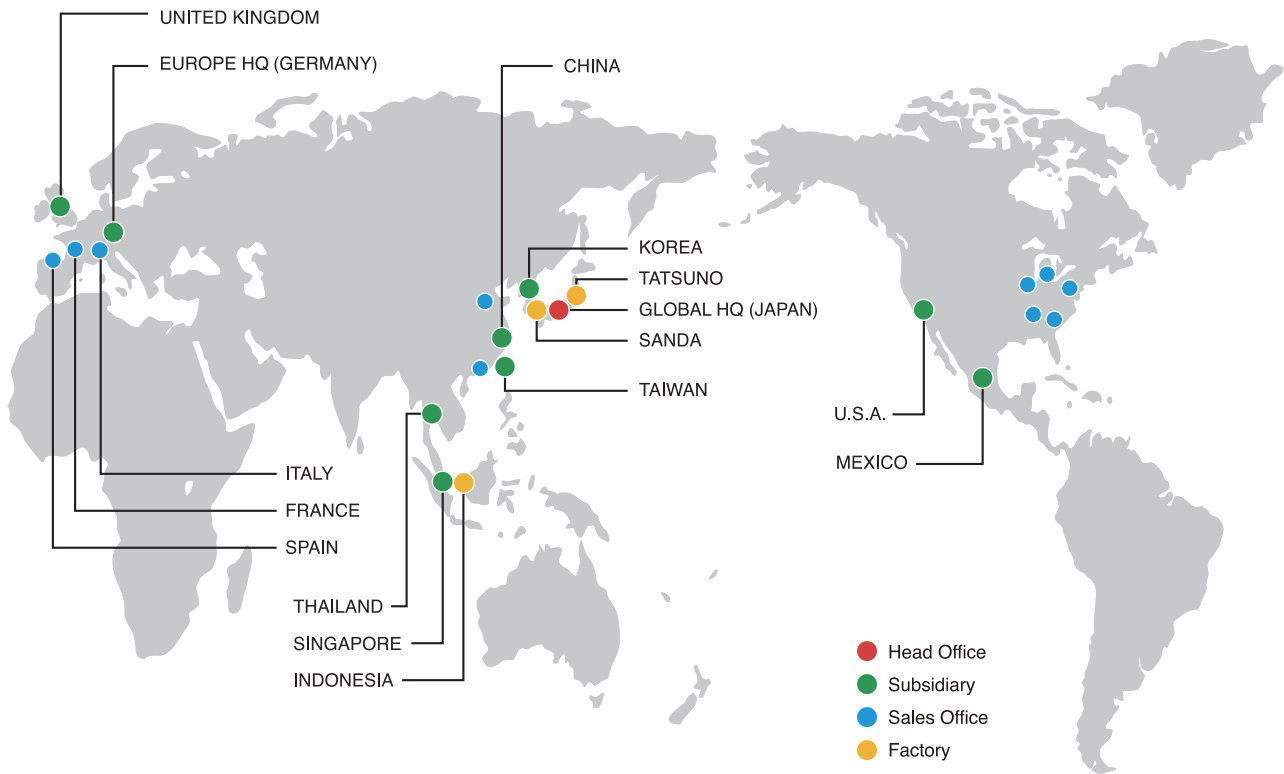 UNITED KINGDOM
EUROPE HQ (GERMANY)
CHINA
KOREA
TATSUNO
GLOBAL HQ (JAPAN)
SANDA
TAIWAN
U.S.A.
MEXICO
ITALY
FRANCE
SPAIN
THAILAND
SINGAPORE
INDONESIA
Head Office
Subsidiary
Sales Office
Factory